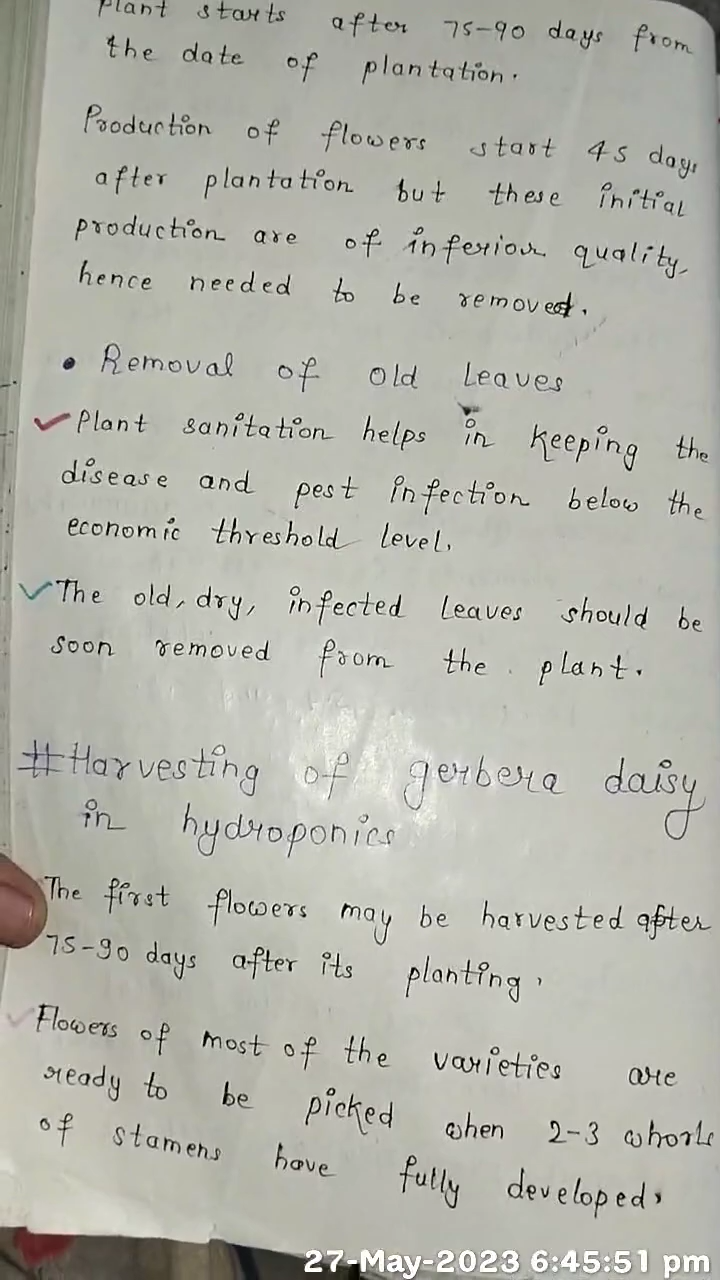 Plant starts after 75-90 days from
the date of plantation.
Production of flowers start 45 days
after plantation but these initial
production are of inferior quality,
hence needed to be removed.
• Removal of old leaves
✓ Plant sanitation helps in keeping the
disease and pest infection below the
economic threshold level.
✓ The old, dry, infected leaves should be
soon removed from the plant.
# Harvesting of gerbera daisy
in hydroponics
The first flowers may be harvested after
75-90 days after its planting,
✓ Flowers of most of the varieties are
ready to be picked when 2-3 whorls
of stamens have fully developed,
27-May-2023 6:45:51 pm